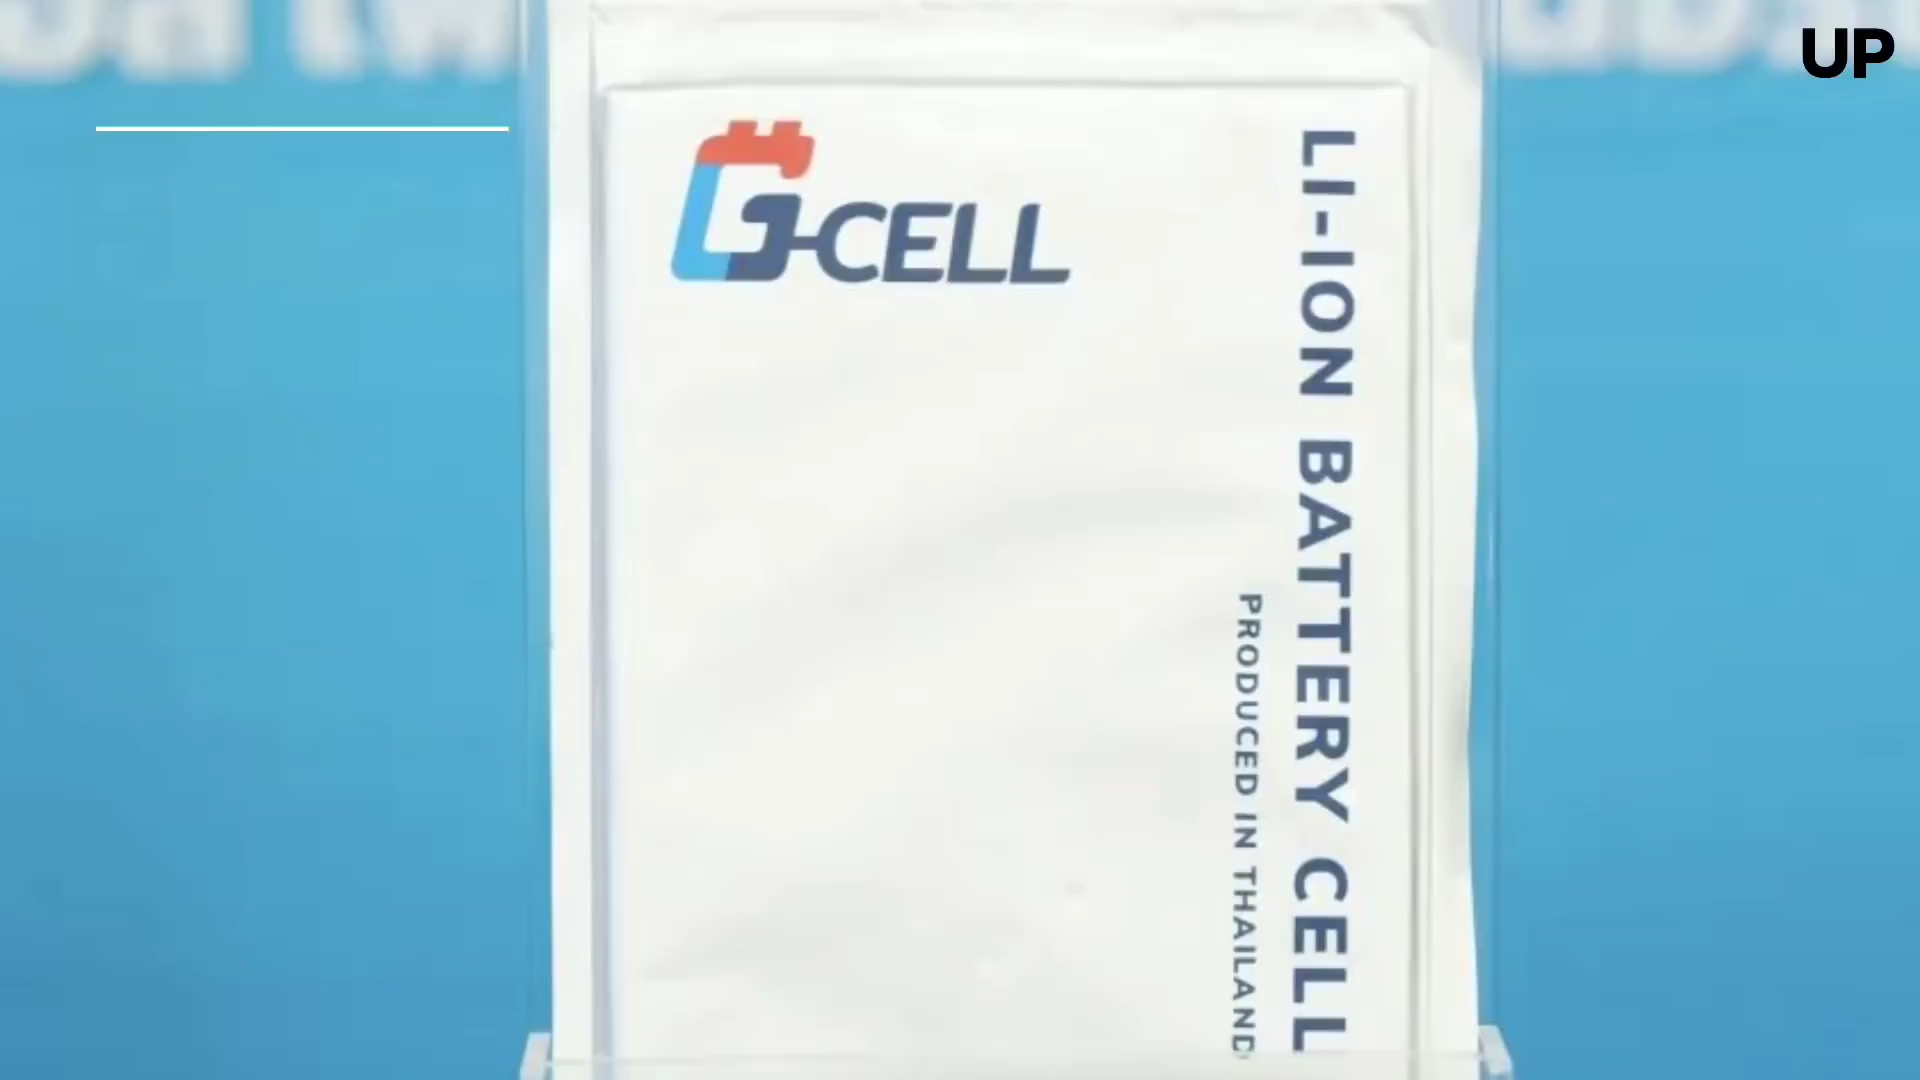 UP
G-CELL
LI-ION BATTERY CELL
PRODUCED IN THAILAND